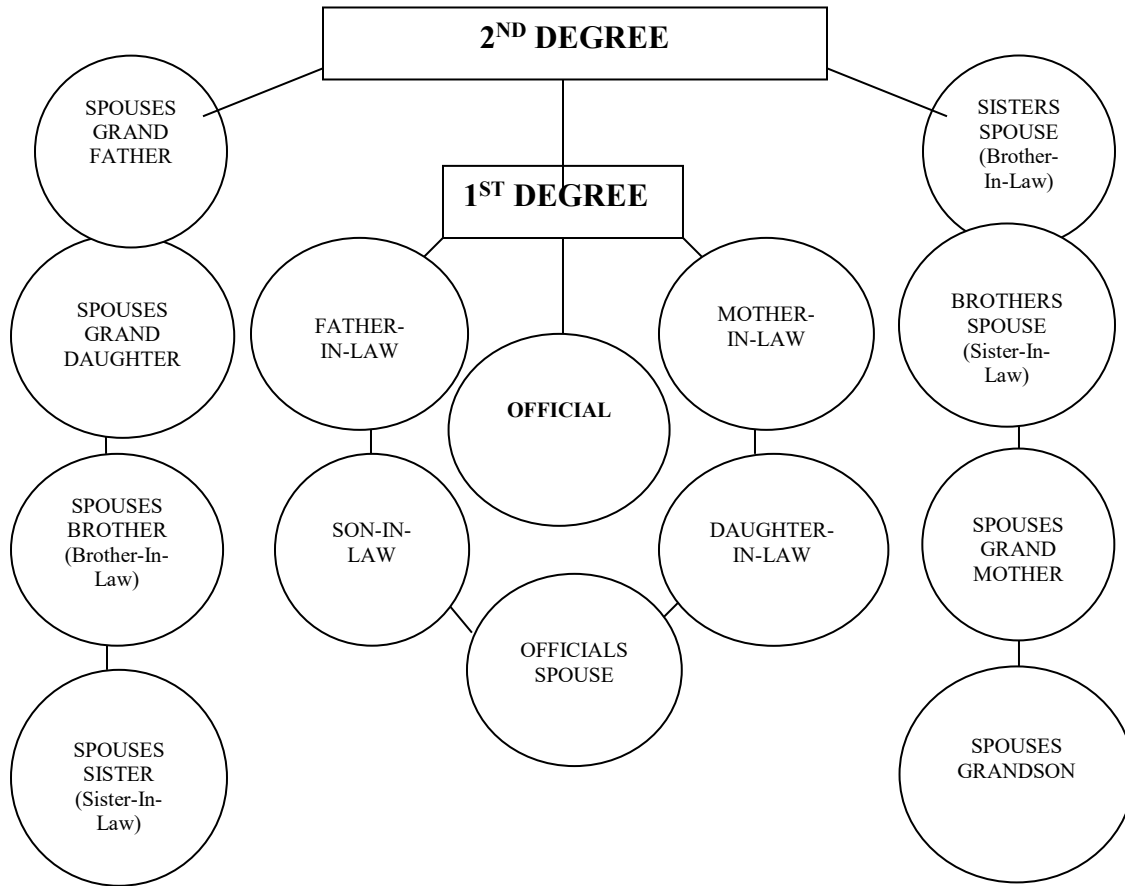 2ND DEGREE
SPOUSES
GRAND
FATHER
SISTERS
SPOUSE
(Brother-
In-Law)
1ST DEGREE
SPOUSES
GRAND
DAUGHTER
FATHER-
IN-LAW
MOTHER-
IN-LAW
BROTHERS
SPOUSE
(Sister-In-
Law)
OFFICIAL
SPOUSES
BROTHER
(Brother-In-
Law)
SON-IN-
LAW
DAUGHTER-
IN-LAW
SPOUSES
GRAND
MOTHER
OFFICIALS
SPOUSE
SPOUSES
SISTER
(Sister-In-
Law)
SPOUSES
GRANDSON